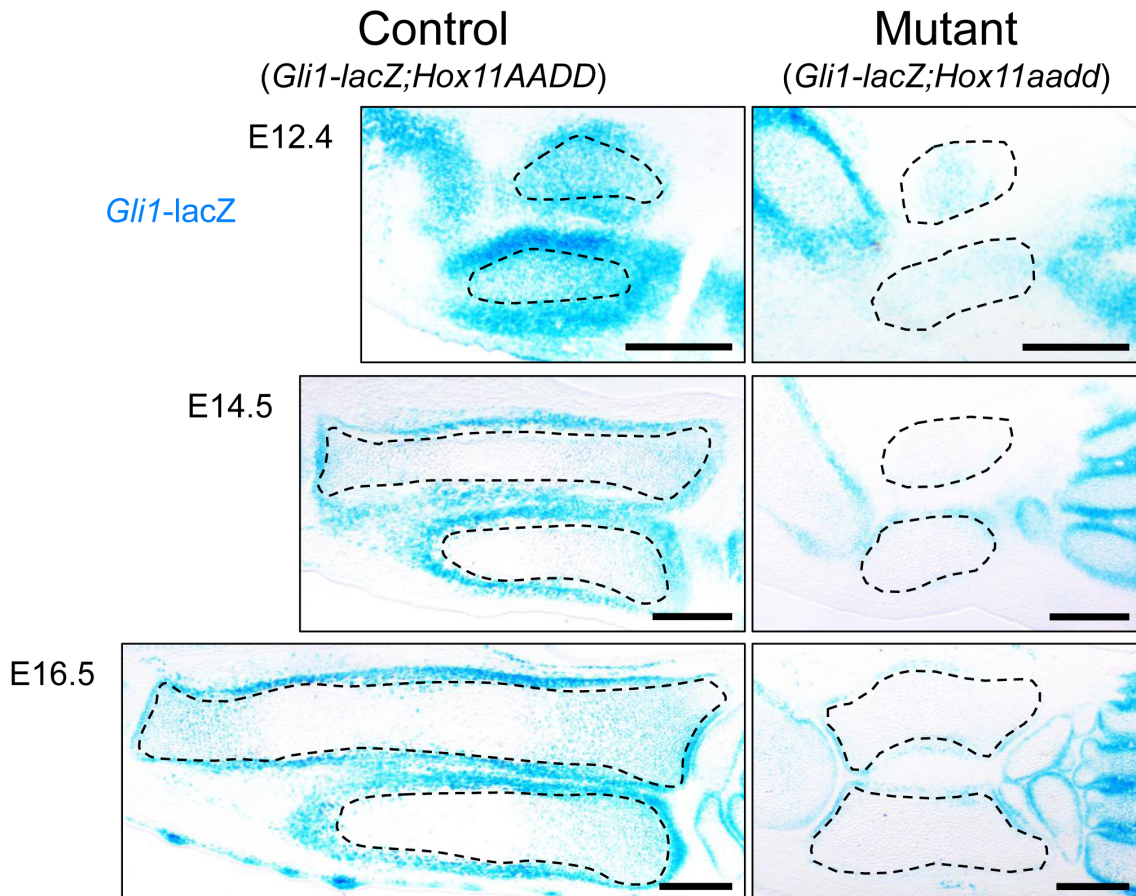 Control
(Gli1-lacZ;Hox11AADD)
Mutant
(Gli1-lacZ;Hox11aadd)
E12.4
Gli1-lacZ
E14.5
E16.5